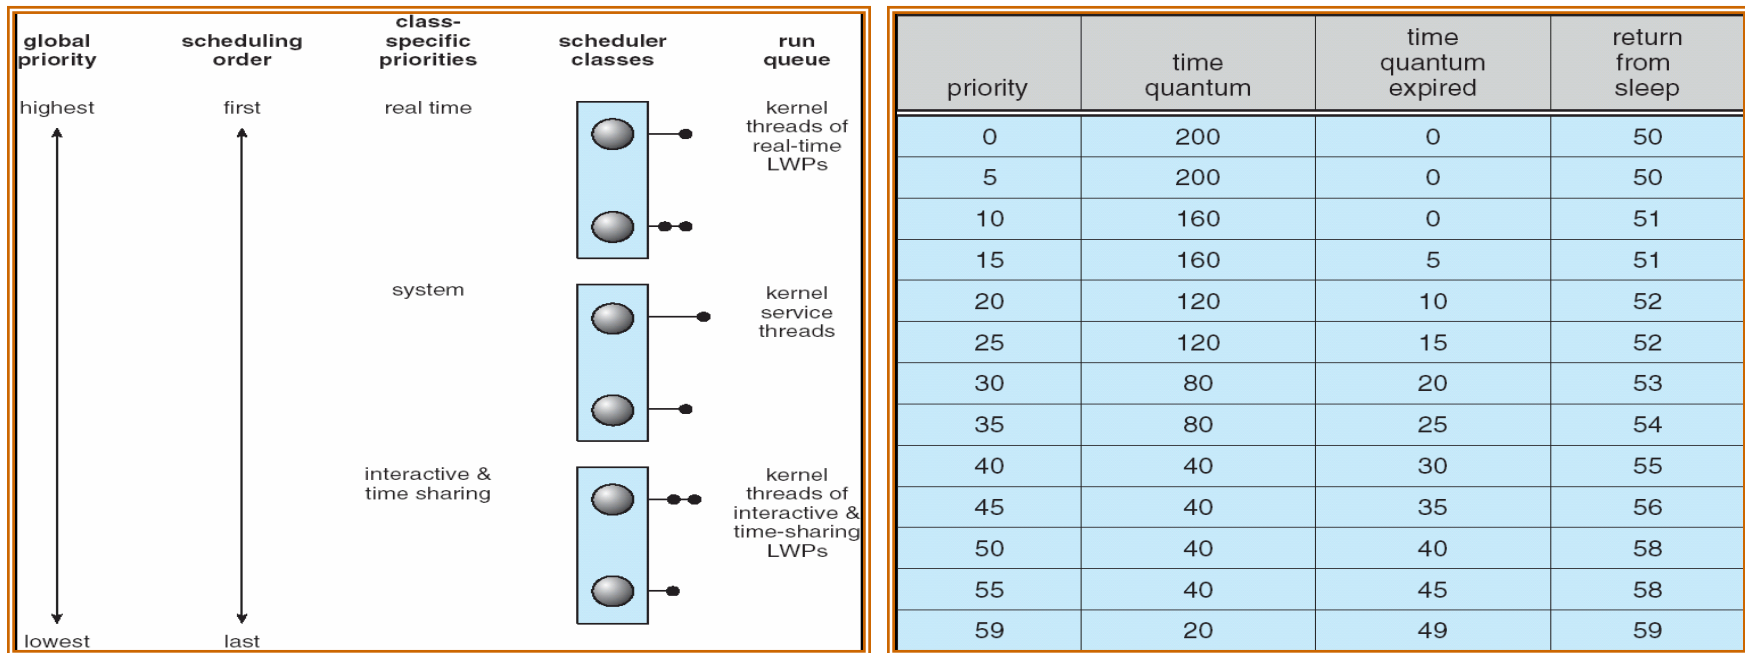 global
priority
scheduling
order
class-
specific
priorities
scheduler
classes
run
queue
highest
first
real time
kernel
threads of
real-time
LWPs
system
kernel
service
threads
interactive &
time sharing
kernel
threads of
interactive &
time-sharing
LWPs
lowest
last
priority
time
quantum
time
quantum
expired
return
from
sleep
0 200 0 50
5 200 0 50
10 160 0 51
15 160 5 51
20 120 10 52
25 120 15 52
30 80 20 53
35 80 25 54
40 40 30 55
45 40 35 56
50 40 40 58
55 40 45 58
59 20 49 59